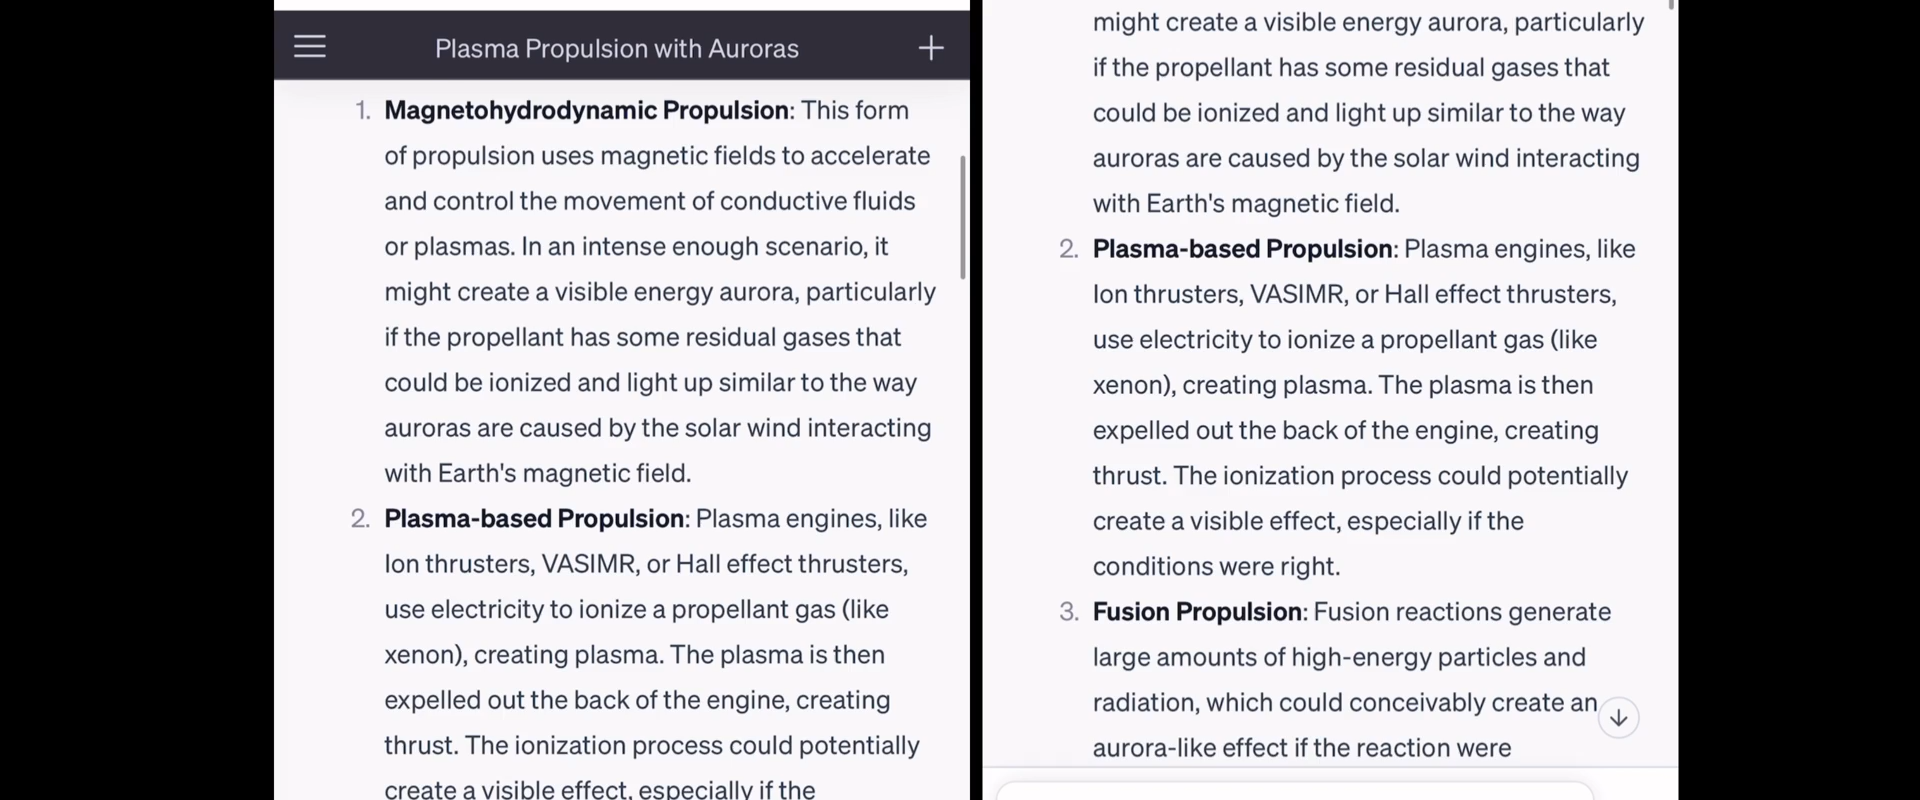 Plasma Propulsion with Auroras
1. Magnetohydrodynamic Propulsion: This form
of propulsion uses magnetic fields to accelerate
and control the movement of conductive fluids
or plasmas. In an intense enough scenario, it
might create a visible energy aurora, particularly
if the propellant has some residual gases that
could be ionized and light up similar to the way
auroras are caused by the solar wind interacting
with Earth's magnetic field.
2. Plasma-based Propulsion: Plasma engines, like
Ion thrusters, VASIMR, or Hall effect thrusters,
use electricity to ionize a propellant gas (like
xenon), creating plasma. The plasma is then
expelled out the back of the engine, creating
thrust. The ionization process could potentially
create a visible effect, especially if the
might create a visible energy aurora, particularly
if the propellant has some residual gases that
could be ionized and light up similar to the way
auroras are caused by the solar wind interacting
with Earth's magnetic field.
2. Plasma-based Propulsion: Plasma engines, like
Ion thrusters, VASIMR, or Hall effect thrusters,
use electricity to ionize a propellant gas (like
xenon), creating plasma. The plasma is then
expelled out the back of the engine, creating
thrust. The ionization process could potentially
create a visible effect, especially if the
conditions were right.
3. Fusion Propulsion: Fusion reactions generate
large amounts of high-energy particles and
radiation, which could conceivably create an
aurora-like effect if the reaction were